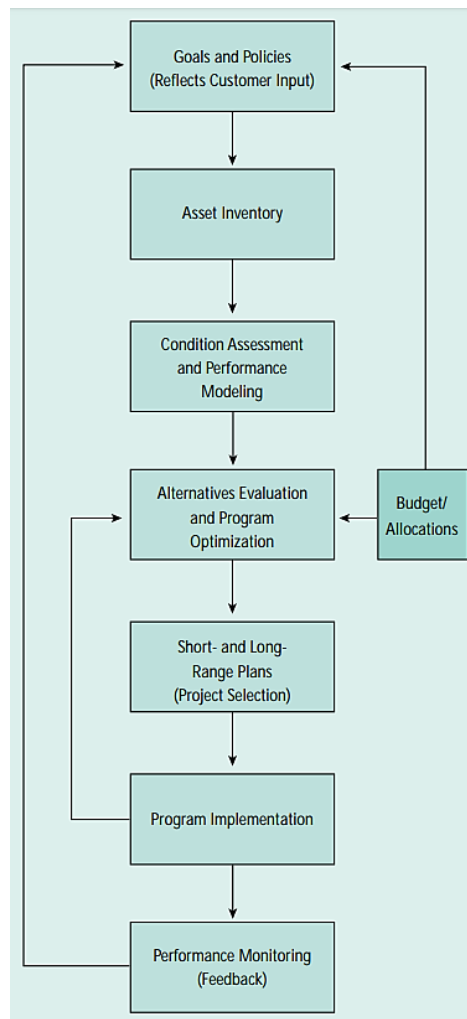 Goals and Policies
(Reflects Customer Input)
Asset Inventory
Condition Assessment
and Performance
Modeling
Alternatives Evaluation
and Program
Optimization
Budget/
Allocations
Short- and Long-
Range Plans
(Project Selection)
Program Implementation
Performance Monitoring
(Feedback)